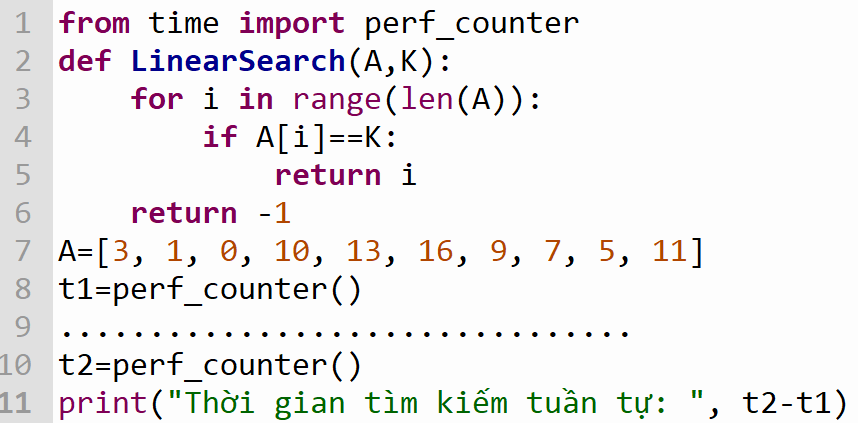 1 from time import perf_counter
2 def LinearSearch(A,K):
3     for i in range(len(A)):
4         if A[i]==K:
5             return i
6     return -1
7 A=[3, 1, 0, 10, 13, 16, 9, 7, 5, 11]
8 t1=perf_counter()
9 ................................
10 t2=perf_counter()
11 print("Thời gian tìm kiếm tuần tự: ", t2-t1)